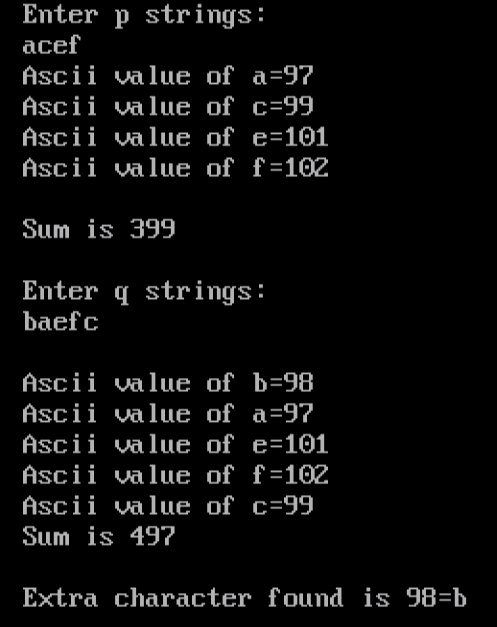 Enter p strings:
acef
Ascii value of a=97
Ascii value of c=99
Ascii value of e=101
Ascii value of f=102
Sum is 399
Enter q strings:
baefc
Ascii value of b=98
Ascii value of a=97
Ascii value of e=101
Ascii value of f=102
Ascii value of c=99
Sum is 497
Extra character found is 98=b